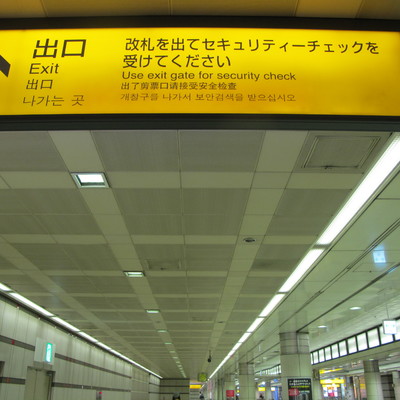 出口
Exit
出口
나가는 곳
改札を出てセキュリティーチェックを
受けてください
Use exit gate for security check
出了剪票口请接受安全检查
개찰구를 나가서 보안검색을 받으십시오